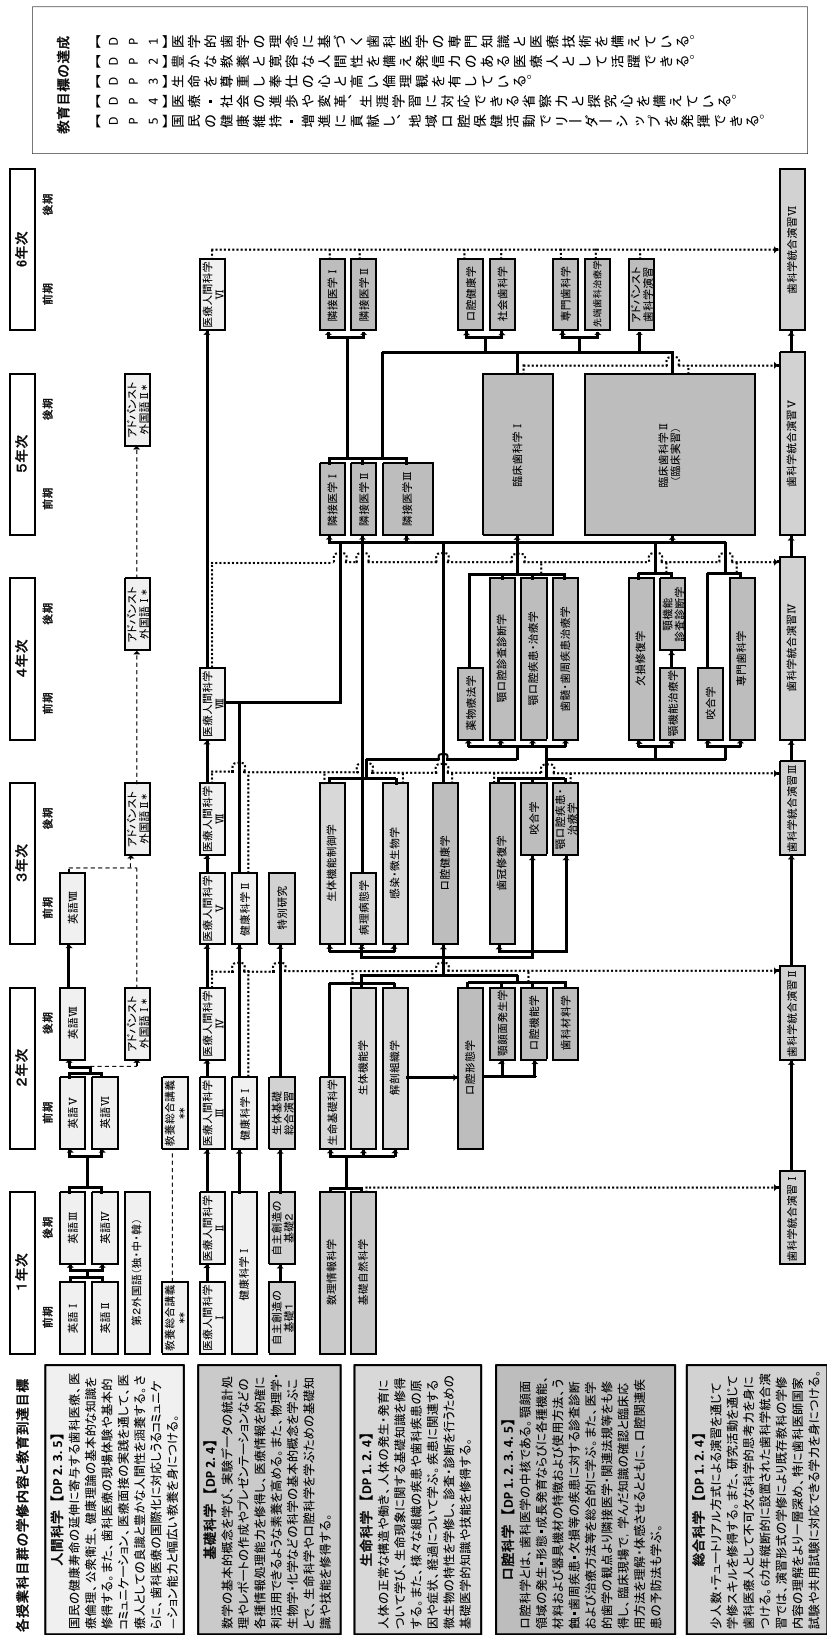 各授業科目群の学修内容と教育到達目標
人間科学 【DP 2. 3. 5】
国民の健康寿命の延伸に寄与する歯科医療、医
療倫理、公衆衛生、健康理論の基本的な知識を
修得する。また、歯科医療の現場体験や基本的
コミュニケーション、医療面接の実践を通して、医
療人としての良識と豊かな人間性を涵養する。さ
らに、歯科医療の国際化に対応しうるコミュニケ
ーション能力と幅広い教養を身につける。
基礎科学 【DP 2. 4】
数学の基本的概念を学び、実験データの統計処
理やレポートの作成やプレゼンテーションなどの
各種情報処理能力を修得し、医療情報を的確に
利活用できるような素養を高める。また、物理学・
生物学・化学などの科学の基本的概念を学ぶこ
とで、生命科学や口腔科学を学ぶための基礎知
識や技能を修得する。
生命科学 【DP 1. 2. 4】
人体の正常な構造や働き、人体の発生・発育に
ついて学び、生命現象に関する基礎知識を修得
する。また、様々な組織の疾患や歯科疾患の原
因や症状、経過について学ぶ。疾患に関連する
微生物の特性を学修し、診査・診断を行うための
基礎医学的知識や技能を修得する。
口腔科学 【DP 1. 2. 3. 4. 5】
口腔科学とは、歯科医学の中核である。顎顔面
領域の発生・形態・成長発育ならびに各種機能、
材料および器具機材の特徴および使用方法、う
蝕・歯周疾患・欠損等の疾患に対する診査診断
および治療方法等を総合的に学ぶ。また、医学
的歯学の観点より隣接医学・関連法規等をも修
得し、臨床現場で、学んだ知識の確認と臨床応
用方法を理解・体感させるとともに、口腔関連疾
患の予防法も学ぶ。
総合科学 【DP 1. 2. 4】
少人数・テュートリアル方式による演習を通じて
学修スキルを修得する。また、研究活動を通じて
歯科医療人として不可欠な科学的思考力を身に
つける。6カ年縦断的に設置された歯科学統合演
習では、演習形式の学修により既存教科の学修
内容の理解をより一層深め、特に歯科医師国家
試験や共用試験に対応できる学力を身につける。
1年次
前期
後期
2年次
前期
後期
3年次
前期
後期
4年次
前期
後期
5年次
前期
後期
6年次
前期
後期
英語Ⅰ
英語Ⅲ
英語Ⅴ
英語Ⅶ
英語Ⅷ
英語Ⅱ
英語Ⅳ
英語Ⅵ
第2外国語(独・中・韓)
アドバンスト
外国語Ⅰ*
アドバンスト
外国語Ⅱ*
アドバンスト
外国語Ⅰ*
アドバンスト
外国語Ⅱ*
教養総合講義
**
教養総合講義
**
医療人間科学
Ⅰ
医療人間科学
Ⅱ
医療人間科学
Ⅲ
医療人間科学
Ⅳ
医療人間科学
Ⅴ
医療人間科学
Ⅶ
医療人間科学
Ⅷ
医療人間科学
Ⅵ
健康科学Ⅰ
健康科学Ⅰ
健康科学Ⅱ
自主創造の
基礎1
自主創造の
基礎2
生体基礎
総合演習
特別研究
数理情報科学
基礎自然科学
生命基礎科学
生体機能学
解剖組織学
生体機能制御学
病理病態学
感染・微生物学
隣接医学Ⅰ
隣接医学Ⅱ
隣接医学Ⅲ
隣接医学Ⅰ
隣接医学Ⅱ
口腔健康学
口腔形態学
顎顔面発生学
口腔機能学
歯科材料学
歯冠修復学
咬合学
顎口腔疾患・
治療学
薬物療法学
顎口腔診査診断学
顎口腔疾患・治療学
歯髄・歯周疾患治療学
欠損修復学
顎機能治療学
顎機能
診査診断学
咬合学
専門歯科学
臨床歯科学Ⅰ
臨床歯科学Ⅱ
(臨床実習)
口腔健康学
社会歯科学
専門歯科学
先端歯科治療学
アドバンスト
歯科学演習
歯科学統合演習Ⅰ
歯科学統合演習Ⅱ
歯科学統合演習Ⅲ
歯科学統合演習Ⅳ
歯科学統合演習Ⅴ
歯科学統合演習Ⅵ
教育目標の達成
【DP1】医学的歯学の理念に基づく歯科医学の専門知識と医療技術を備えている。
【DP2】豊かな教養と寛容な人間性を備え発信力のある医療人として活躍できる。
【DP3】生命を尊重し奉仕の心と高い倫理観を有している。
【DP4】医療・社会の進歩や変革、生涯学習に対応できる省察力と探究心を備えている。
【DP5】国民の健康維持・増進に貢献し、地域口腔保健活動でリーダーシップを発揮できる。